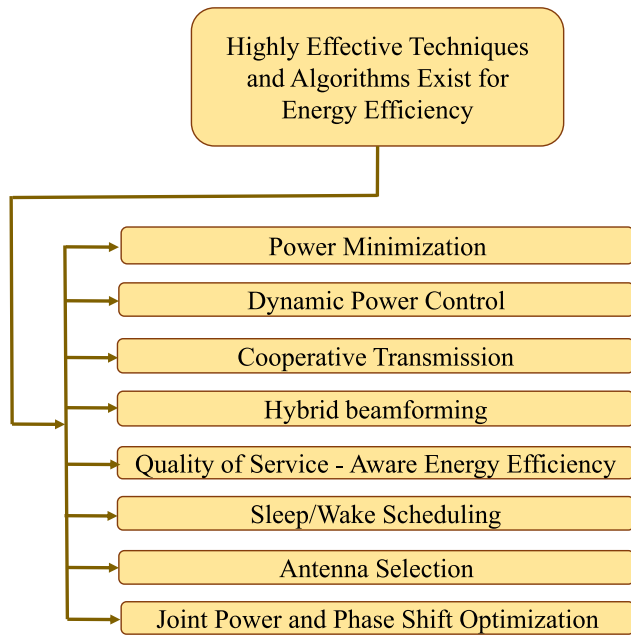 Highly Effective Techniques
and Algorithms Exist for
Energy Efficiency
Power Minimization
Dynamic Power Control
Cooperative Transmission
Hybrid beamforming
Quality of Service - Aware Energy Efficiency
Sleep/Wake Scheduling
Antenna Selection
Joint Power and Phase Shift Optimization